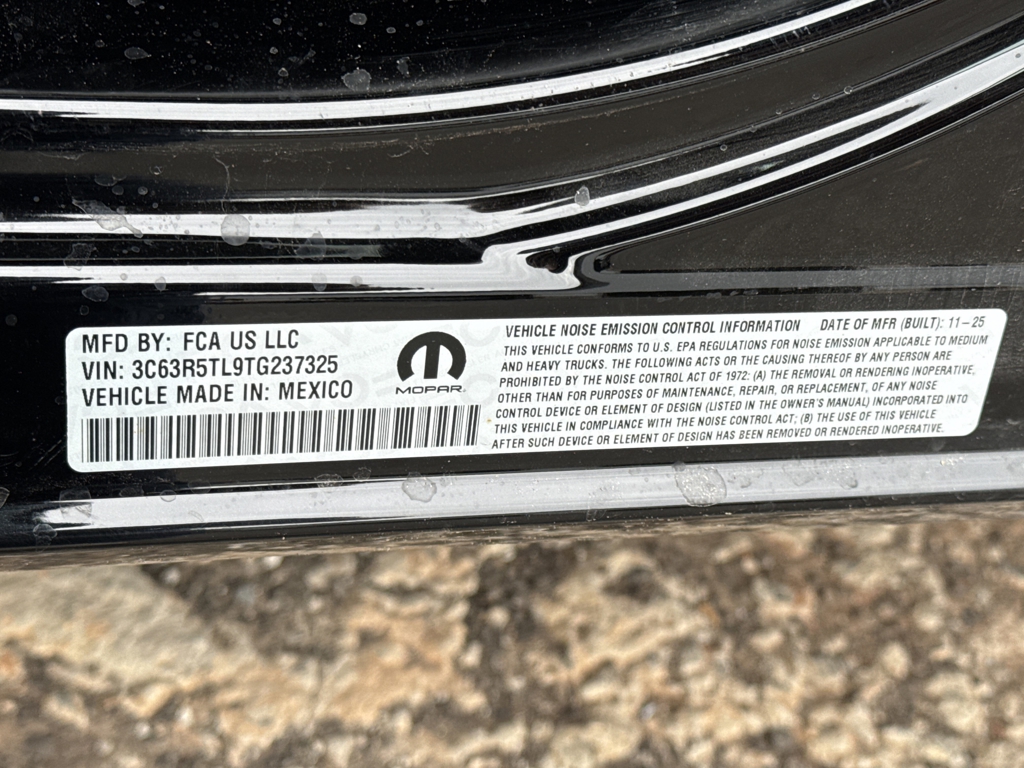 MFD BY: FCA US LLC
VIN: 3C63R5TL9TG237325
VEHICLE MADE IN: MEXICO
MOPAR
VEHICLE NOISE EMISSION CONTROL INFORMATION DATE OF MFR (BUILT): 11-25
THIS VEHICLE CONFORMS TO U.S. EPA REGULATIONS FOR NOISE EMISSION APPLICABLE TO MEDIUM
AND HEAVY TRUCKS. THE FOLLOWING ACTS OR THE CAUSING THEREOF BY ANY PERSON ARE
PROHIBITED BY THE NOISE CONTROL ACT OF 1972: (A) THE REMOVAL OR RENDERING INOPERATIVE,
OTHER THAN FOR PURPOSES OF MAINTENANCE, REPAIR, OR REPLACEMENT, OF ANY NOISE
CONTROL DEVICE OR ELEMENT OF DESIGN (LISTED IN THE OWNER'S MANUAL) INCORPORATED INTO
THIS VEHICLE IN COMPLIANCE WITH THE NOISE CONTROL ACT; (B) THE USE OF THIS VEHICLE
AFTER SUCH DEVICE OR ELEMENT OF DESIGN HAS BEEN REMOVED OR RENDERED INOPERATIVE.